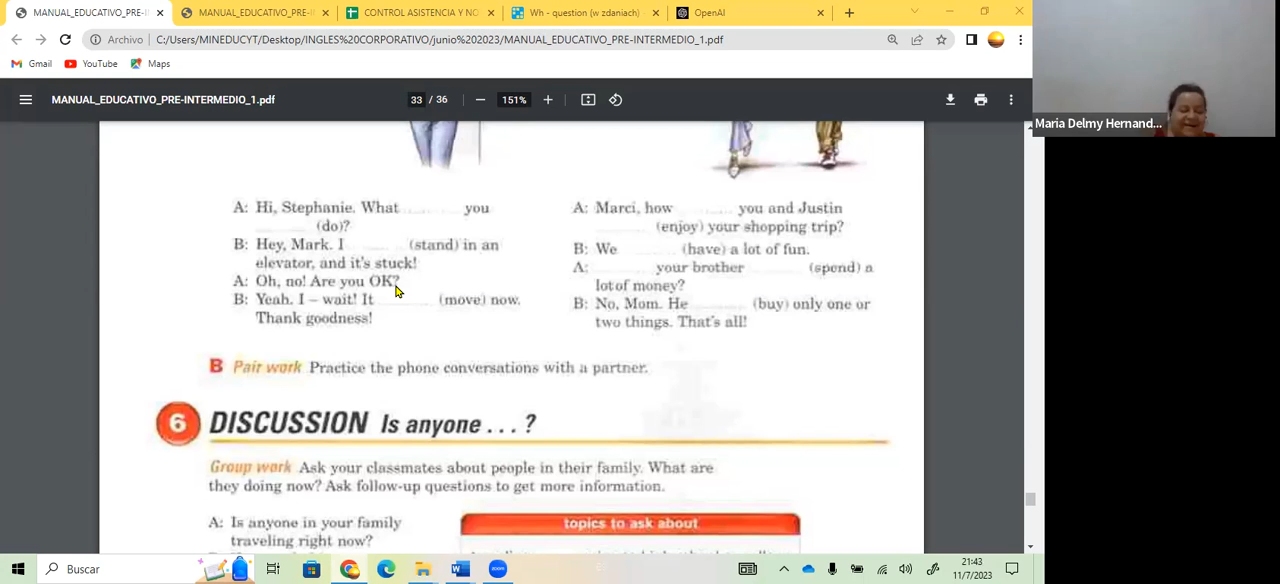 MANUAL_EDUCATIVO_PRE-IN
MANUAL_EDUCATIVO_PRE-I
CONTROL ASISTENCIA Y NO
Wh - question (w zdaniach)
OpenAI
Archivo
C:/Users/MINEDUCYT/Desktop/INGLES%20CORPORATIVO/junio%202023/MANUAL_EDUCATIVO_PRE-INTERMEDIO_1.pdf
Gmail
YouTube
Maps
MANUAL_EDUCATIVO_PRE-INTERMEDIO_1.pdf
33 / 36
151%
Maria Delmy Hernand...
A: Hi, Stephanie. What ........ you
........ (do)?
B: Hey, Mark. I ........ (stand) in an
elevator, and it's stuck!
A: Oh, no! Are you OK?
B: Yeah. I – wait! It ........ (move) now.
Thank goodness!
A: Marci, how ........ you and Justin
........ (enjoy) your shopping trip?
B: We ........ (have) a lot of fun.
A: ........ your brother ........ (spend) a
lot of money?
B: No, Mom. He ........ (buy) only one or
two things. That's all!
B Pair work Practice the phone conversations with a partner.
6 DISCUSSION Is anyone . . . ?
Group work Ask your classmates about people in their family. What are
they doing now? Ask follow-up questions to get more information.
A: Is anyone in your family
traveling right now?
topics to ask about
Buscar
zoom
21:43
11/7/2023